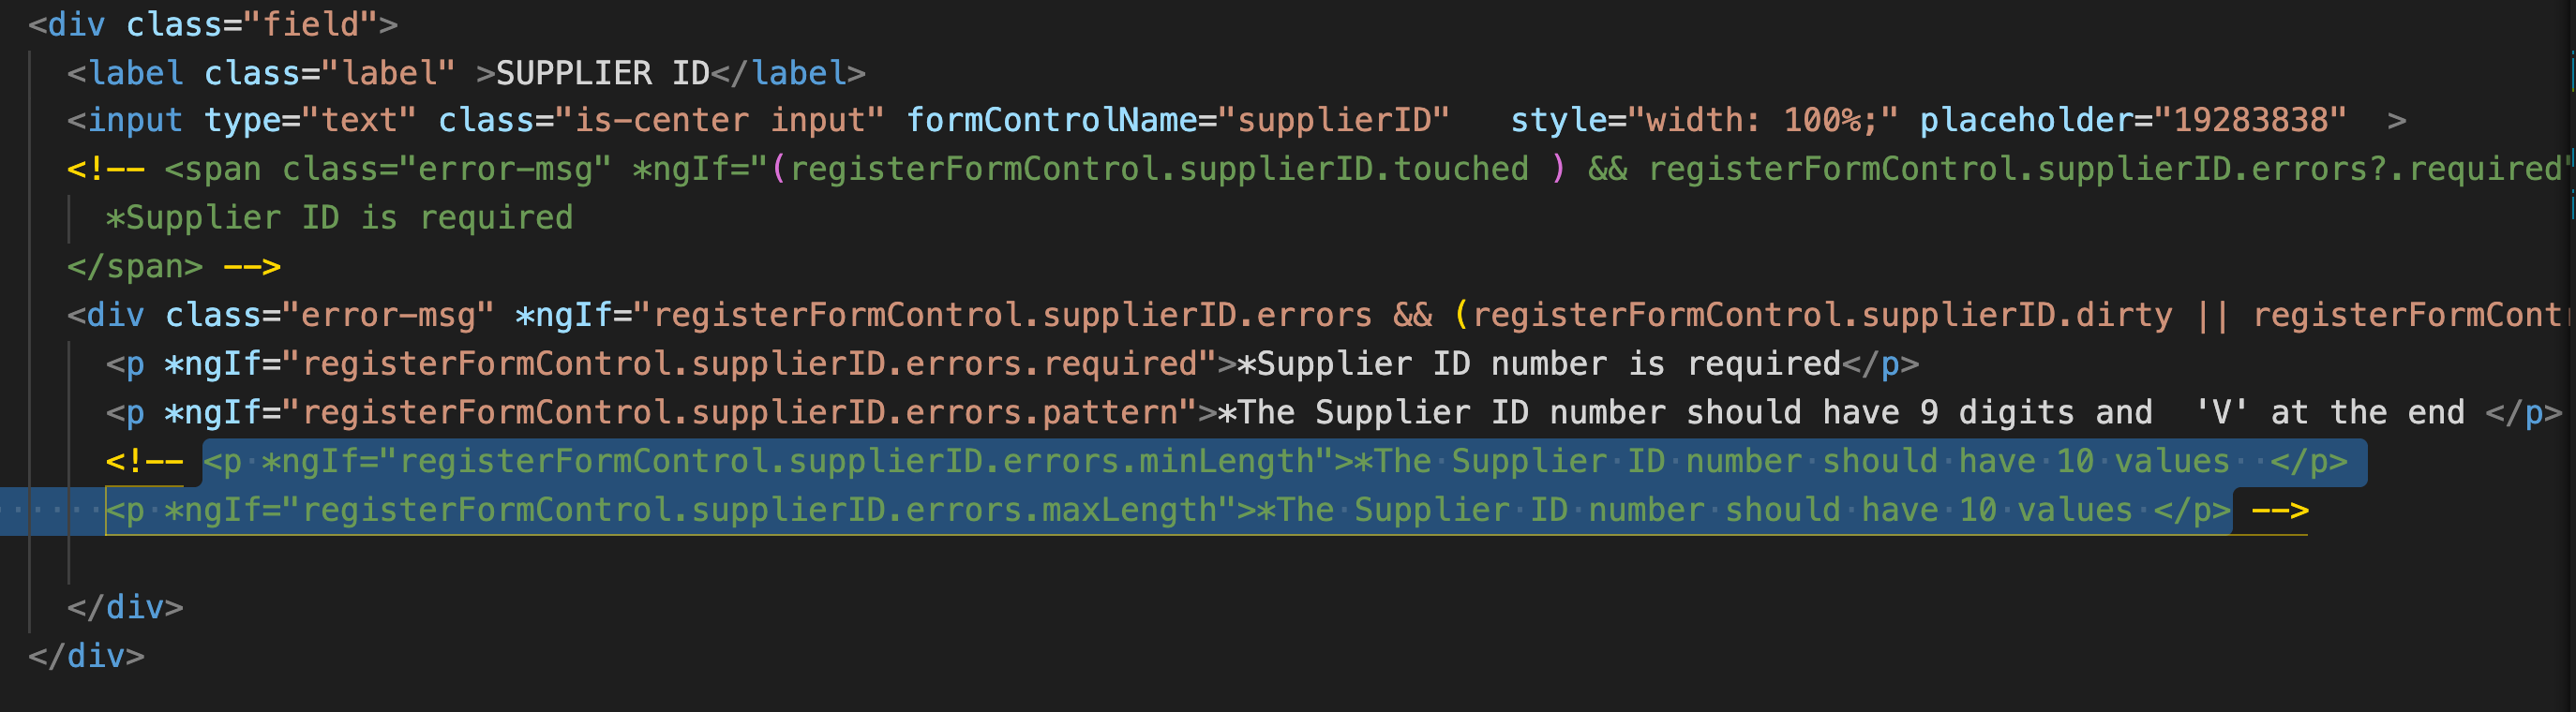 <div class="field">
<label class="label" >SUPPLIER ID</label>
<input type="text" class="is-center input" formControlName="supplierID"   style="width: 100%;" placeholder="19283838"  >
<!-- <span class="error-msg" *ngIf="(registerFormControl.supplierID.touched ) && registerFormControl.supplierID.errors?.required"
*Supplier ID is required
</span> -->
<div class="error-msg" *ngIf="registerFormControl.supplierID.errors && (registerFormControl.supplierID.dirty || registerFormCont
<p *ngIf="registerFormControl.supplierID.errors.required">*Supplier ID number is required</p>
<p *ngIf="registerFormControl.supplierID.errors.pattern">*The Supplier ID number should have 9 digits and  'V' at the end </p>
<!-- <p *ngIf="registerFormControl.supplierID.errors.minLength">*The Supplier ID number should have 10 values  </p>
<p *ngIf="registerFormControl.supplierID.errors.maxLength">*The Supplier ID number should have 10 values </p> -->
</div>
</div>